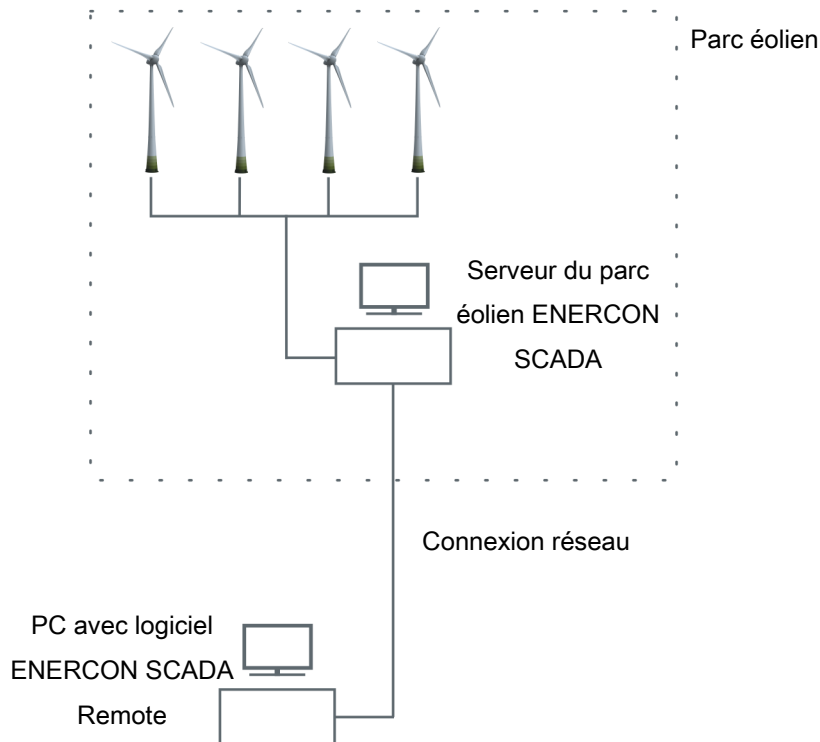 Parc éolien
Serveur du parc
éolien ENERCON
SCADA
Connexion réseau
PC avec logiciel
ENERCON SCADA
Remote